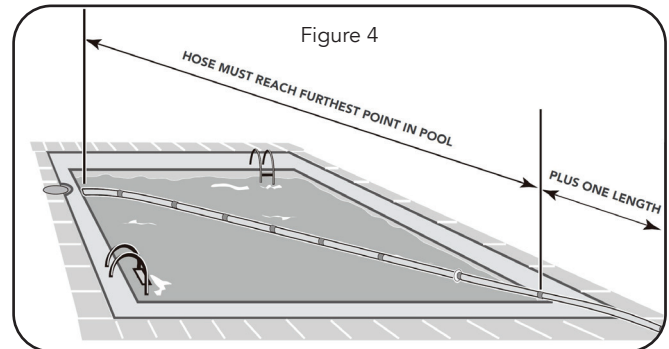 Figure 4
HOSE MUST REACH FURTHEST POINT IN POOL
PLUS ONE LENGTH